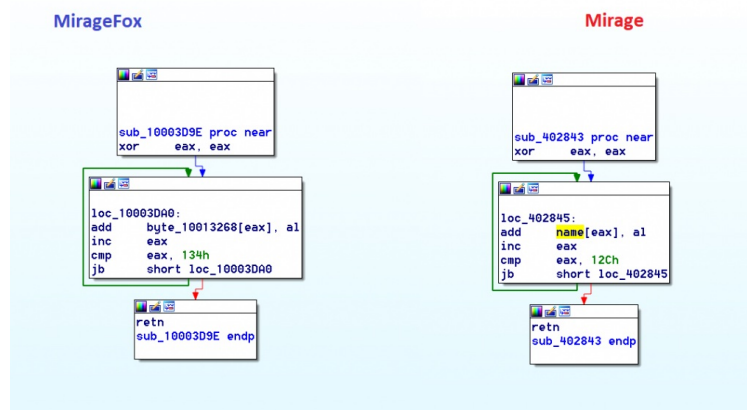 MirageFox
Mirage
sub_10003D9E proc near
xor eax, eax
loc_10003DA0:
add byte_10013268[eax], al
inc eax
cmp eax, 134h
jb short loc_10003DA0
retn
sub_10003D9E endp
sub_402843 proc near
xor eax, eax
loc_402845:
add name[eax], al
inc eax
cmp eax, 12Ch
jb short loc_402845
retn
sub_402843 endp